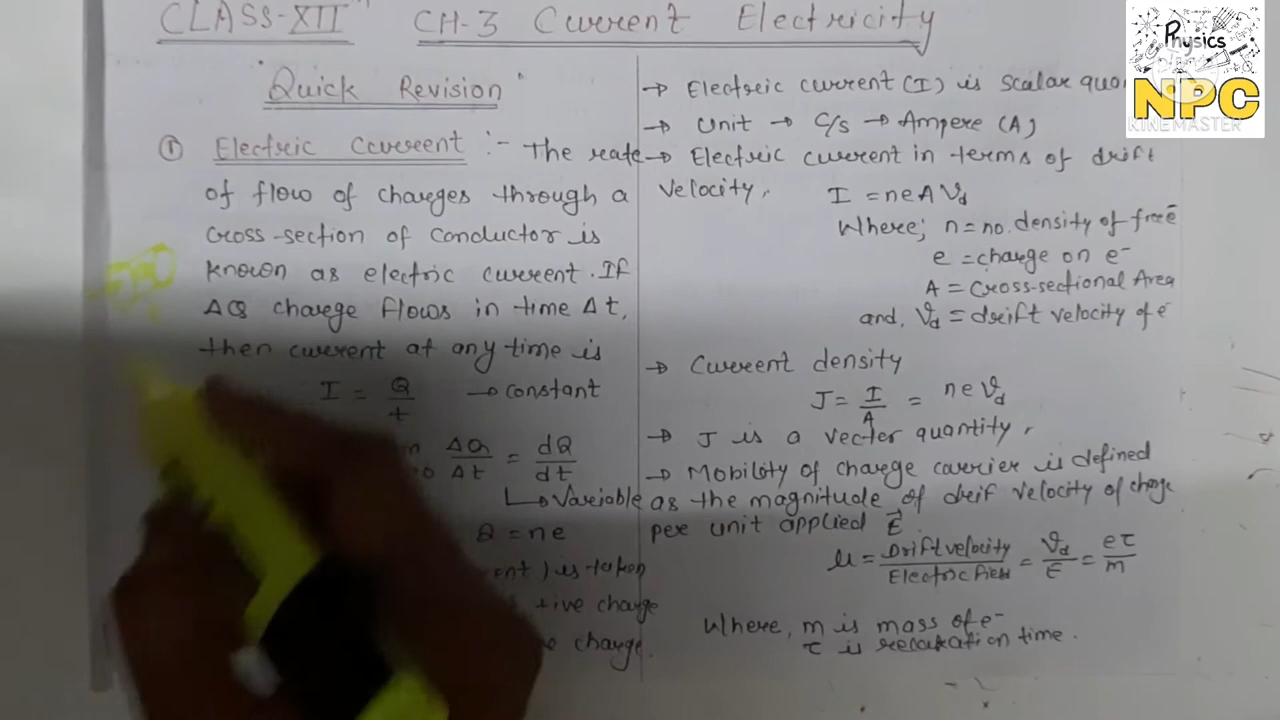 CLASS-XII CH-3 Current Electricity
"Quick Revision"
① Electric Current :- The rate
of flow of charges through a
cross-section of conductor is
known as electric current. If
ΔQ charge flows in time Δt,
then current at any time is
I = Q/t → constant
ΔQ/Δt = dQ/dt
↳ Variable
Q = ne
) is taken
tive charge
charge.
→ Electric current (I) is scalar
→ Unit → C/s → Ampere (A)
→ Electric current in terms of drift
velocity,
I = neAVd
Where; n = no. density of free e⁻
e = charge on e⁻
A = cross-sectional Area
and, Vd = drift velocity of e⁻
→ Current density
J = I/A = neVd
→ J is a vector quantity,
→ Mobility of charge carrier is defined
as the magnitude of drif velocity of charge
per unit applied E⃗
μ = Drift velocity/Electric field = Vd/E = eτ/m
Where, m is mass of e⁻
τ is relaxation time.
Physics
NPC
KINEMASTER